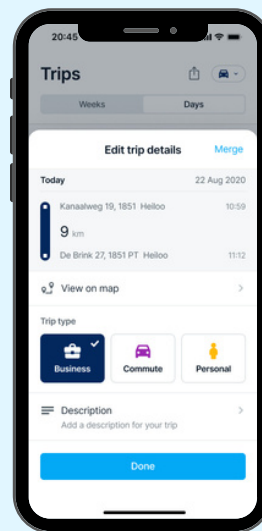 20:45
Trips
Weeks Days
Edit trip details Merge
Today 22 Aug 2020
Kanaalweg 19, 1851 Heiloo 10:59
9 km
De Brink 27, 1851 PT Heiloo 11:12
View on map
Trip type
Business Commute Personal
Description
Add a description for your trip
Done